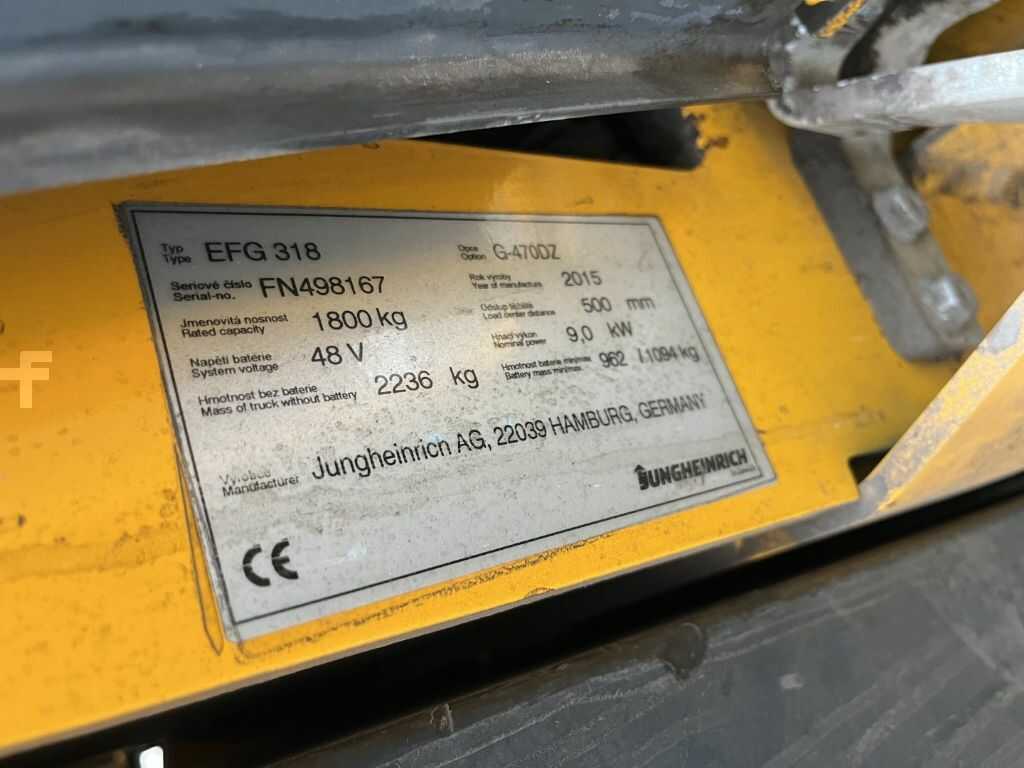 Typ EFG 318 Opce G-470DZ
Type Option
Seriové číslo FN498167 Rok výroby 2015
Serial-no. Year of manufacture
Jmenovitá nosnost 1800 kg Odstup těžiště 500 mm
Rated capacity Load center distance
Napětí batérie 48 V Hnací výkon 9,0 kW
System voltage Nominal power
Hmotnost bez baterie 2236 kg Hmotnost baterie min/max 962 / 1094 kg
Mass of truck without battery Battery mass min/max
Výrobce Jungheinrich AG, 22039 HAMBURG, GERMANY
Manufacturer
JUNGHEINRICH
CE
f